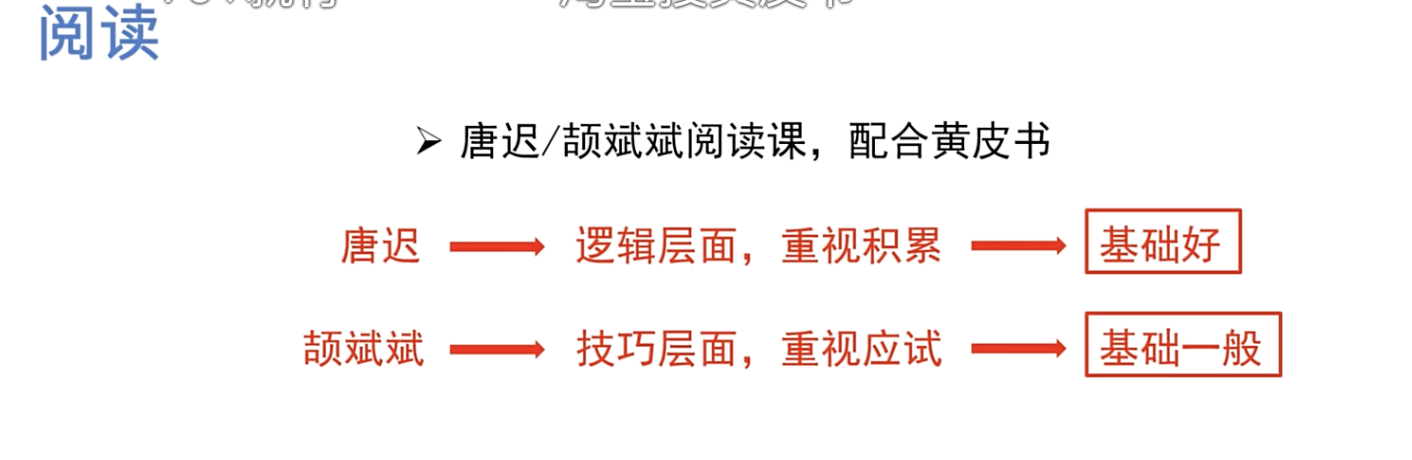 阅读
➢ 唐迟/颉斌斌阅读课，配合黄皮书
唐迟 → 逻辑层面，重视积累 → 基础好
颉斌斌 → 技巧层面，重视应试 → 基础一般